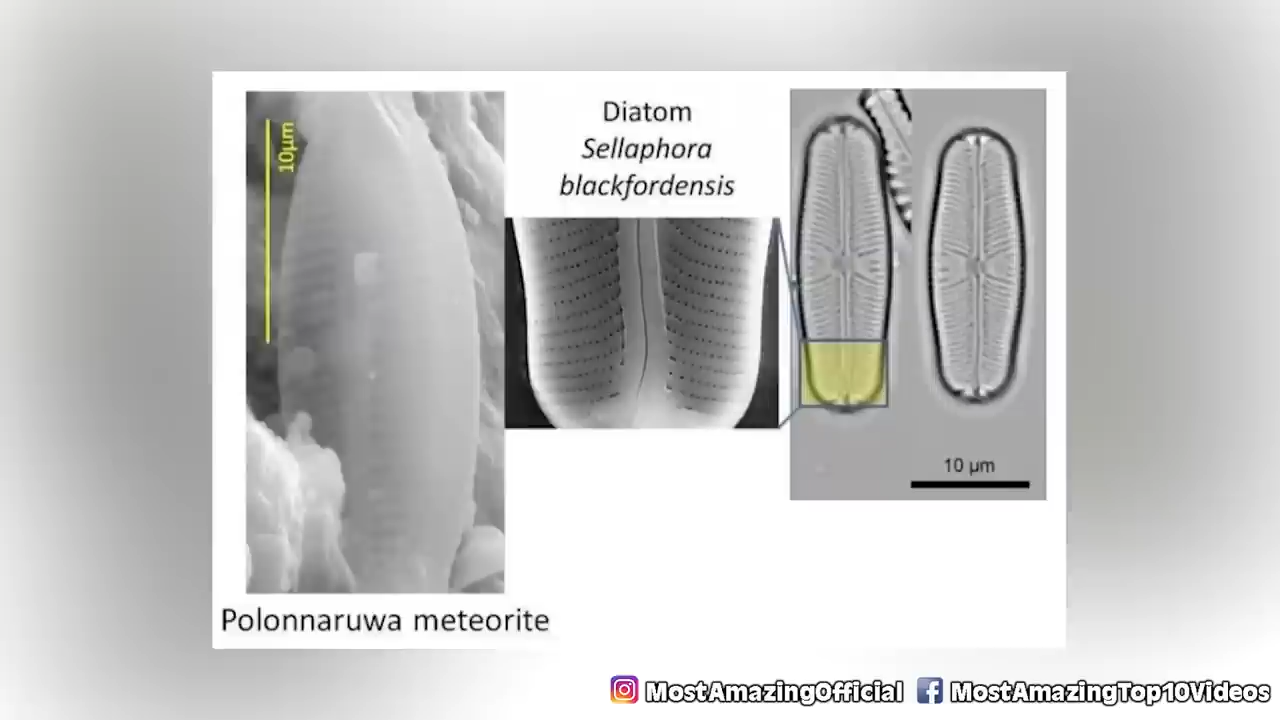 10µm
Diatom
Sellaphora
blackfordensis
10 µm
Polonnaruwa meteorite
MostAmazingOfficial MostAmazingTop10Videos